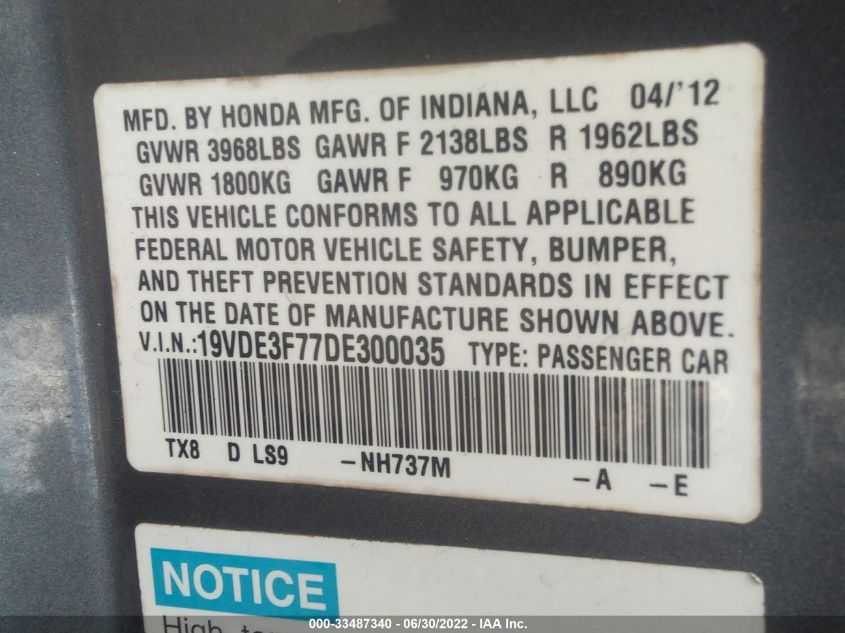 MFD. BY HONDA MFG. OF INDIANA, LLC 04/'12
GVWR 3968LBS GAWR F 2138LBS R 1962LBS
GVWR 1800KG GAWR F 970KG R 890KG
THIS VEHICLE CONFORMS TO ALL APPLICABLE
FEDERAL MOTOR VEHICLE SAFETY, BUMPER,
AND THEFT PREVENTION STANDARDS IN EFFECT
ON THE DATE OF MANUFACTURE SHOWN ABOVE.
V.I.N.:19VDE3F77DE300035 TYPE: PASSENGER CAR
TX8 D LS9 -NH737M -A -E
NOTICE
High
000-33487340 - 06/30/2022 - IAA Inc.